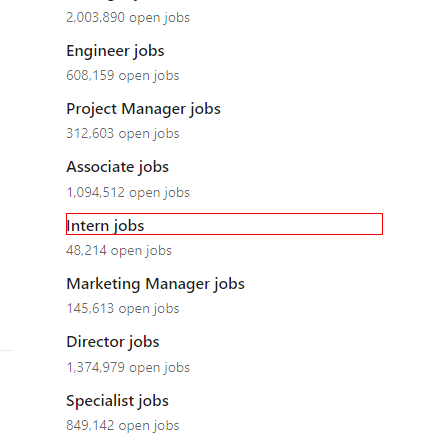 2,003,890 open jobs
Engineer jobs
608,159 open jobs
Project Manager jobs
312,603 open jobs
Associate jobs
1,094,512 open jobs
Intern jobs
48,214 open jobs
Marketing Manager jobs
145,613 open jobs
Director jobs
1,374,979 open jobs
Specialist jobs
849,142 open jobs